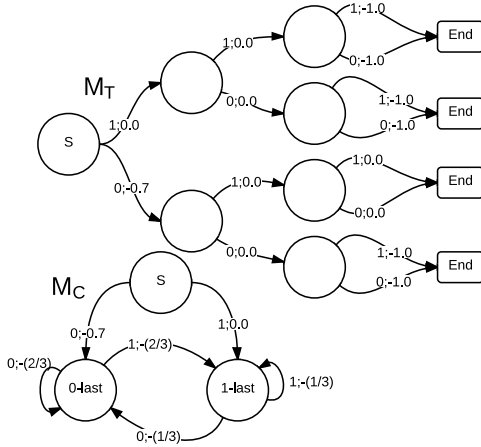 1;0.0
1;-1.0
0;-1.0
End
M_T
0;0.0
1;-1.0
0;-1.0
End
S
1;0.0
0;-0.7
1;0.0
1;0.0
0;0.0
End
0;0.0
1;-1.0
0;-1.0
End
M_C
S
0;-0.7
1;0.0
0;-(2/3)
1;-(2/3)
0-last
1-last
1;-(1/3)
0;-(1/3)